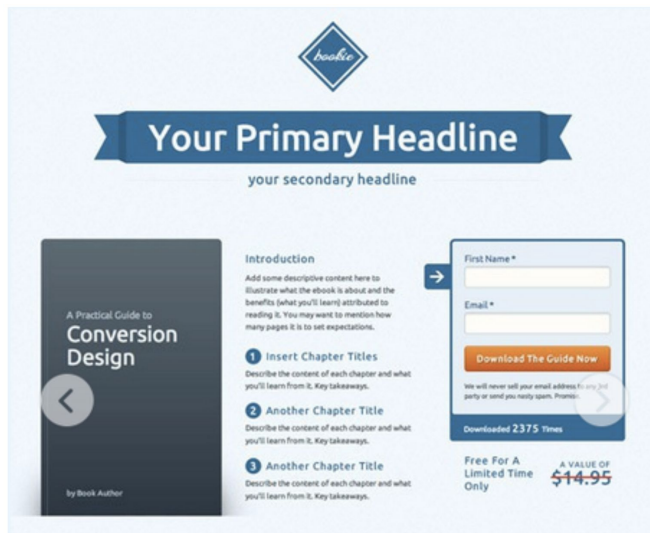 bookie
Your Primary Headline
your secondary headline
A Practical Guide to
Conversion
Design
by Book Author
Introduction
Add some descriptive content here to
illustrate what the ebook is about and the
benefits (what you'll learn) attributed to
reading it. You may want to mention how
many pages it is to set expectations.
1 Insert Chapter Titles
Describe the content of each chapter and what
you'll learn from it. Key takeaways.
2 Another Chapter Title
Describe the content of each chapter and what
you'll learn from it. Key takeaways.
3 Another Chapter Title
Describe the content of each chapter and what
you'll learn from it. Key takeaways.
First Name *
Email *
Download The Guide Now
We will never sell your email address to any 3rd
party or send you nasty spam. Promise.
Downloaded 2375 Times
Free For A
Limited Time
Only
A VALUE OF
$14.95